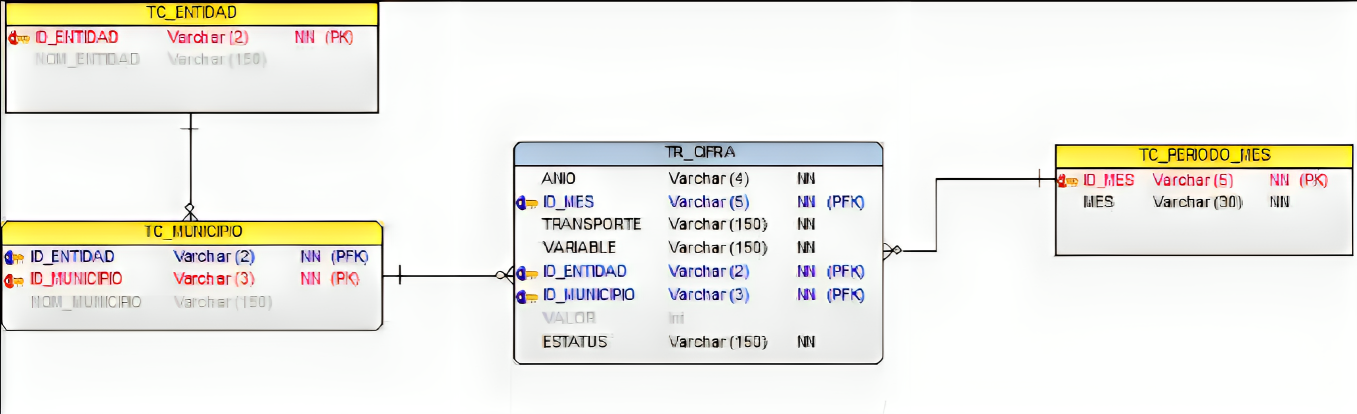 TC_ENTIDAD
ID_ENTIDAD Varchar (2) NN (PK)
NOM_ENTIDAD Varchar (150)
TC_MUNICIPIO
ID_ENTIDAD Varchar (2) NN (PFK)
ID_MUNICIPIO Varchar (3) NN (PK)
NOM_MUNICIPIO Varchar (150)
TR_CIFRA
ANIO Varchar (4) NN
ID_MES Varchar (5) NN (PFK)
TRANSPORTE Varchar (150) NN
VARIABLE Varchar (150) NN
ID_ENTIDAD Varchar (2) NN (PFK)
ID_MUNICIPIO Varchar (3) NN (PFK)
VALOR Int
ESTATUS Varchar (150) NN
TC_PERIODO_MES
ID_MES Varchar (5) NN (PK)
MES Varchar (30) NN